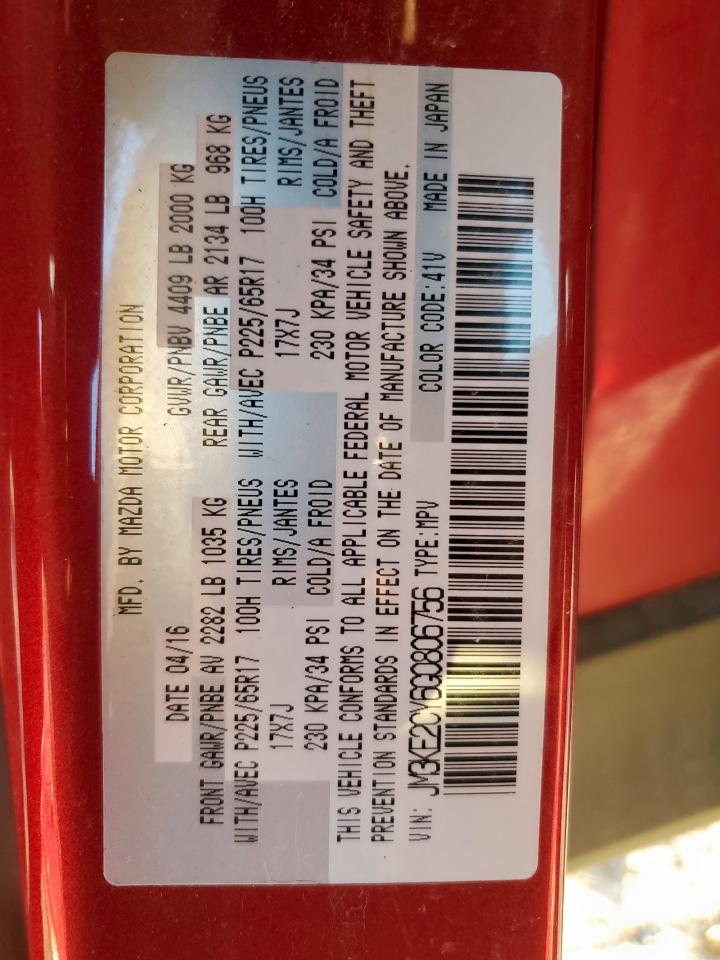 MFD. BY MAZDA MOTOR CORPORATION
DATE 04/16 GVWR/PNBV 4409 LB 2000 KG
FRONT GAWR/PNBE AV 2282 LB 1035 KG REAR GAWR/PNBE AR 2134 LB 968 KG
WITH/AVEC P225/65R17 100H TIRES/PNEUS WITH/AVEC P225/65R17 100H TIRES/PNEUS
17X7J RIMS/JANTES 17X7J RIMS/JANTES
230 KPA/34 PSI COLD/A FROID 230 KPA/34 PSI COLD/A FROID
THIS VEHICLE CONFORMS TO ALL APPLICABLE FEDERAL MOTOR VEHICLE SAFETY AND THEFT
PREVENTION STANDARDS IN EFFECT ON THE DATE OF MANUFACTURE SHOWN ABOVE.
VIN: JM3KE2CY6G0806756 TYPE:MPV COLOR CODE:41V MADE IN JAPAN